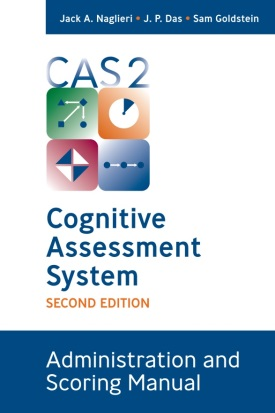 Jack A. Naglieri • J. P. Das • Sam Goldstein
CAS2
Cognitive
Assessment
System
SECOND EDITION
Administration and
Scoring Manual